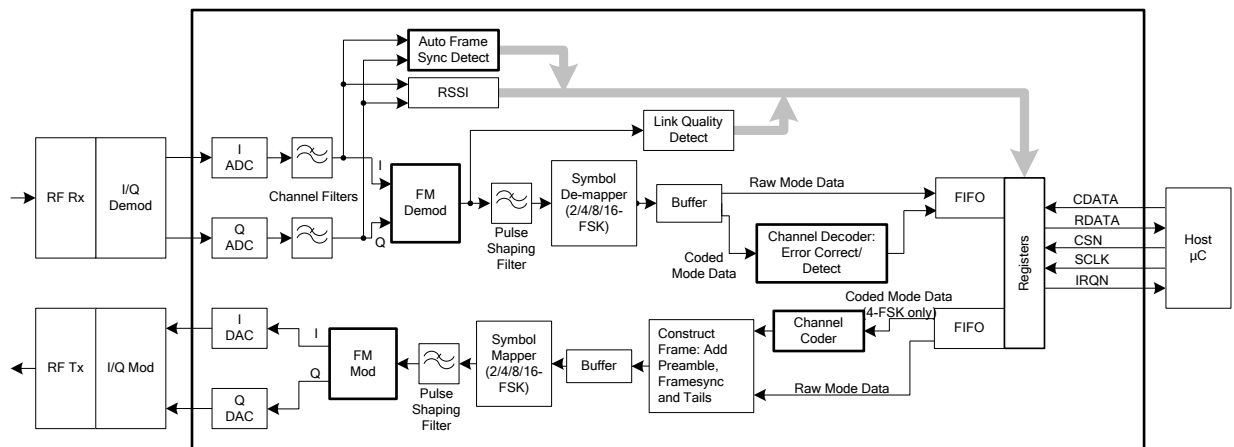 Auto Frame
Sync Detect
RSSI
Link Quality
Detect
RF Rx
I/Q
Demod
I
ADC
Channel Filters
Q
ADC
I
Q
FM
Demod
Pulse
Shaping
Filter
Symbol
De-mapper
(2/4/8/16-
FSK)
Buffer
Raw Mode Data
Coded
Mode Data
Channel Decoder:
Error Correct/
Detect
FIFO
Registers
CDATA
RDATA
CSN
SCLK
IRQN
Host
µC
RF Tx
I/Q Mod
I
DAC
Q
DAC
I
Q
FM
Mod
Pulse
Shaping
Filter
Symbol
Mapper
(2/4/8/16-
FSK)
Buffer
Construct
Frame: Add
Preamble,
Framesync
and Tails
Channel
Coder
Coded Mode Data
(4-FSK only)
Raw Mode Data
FIFO